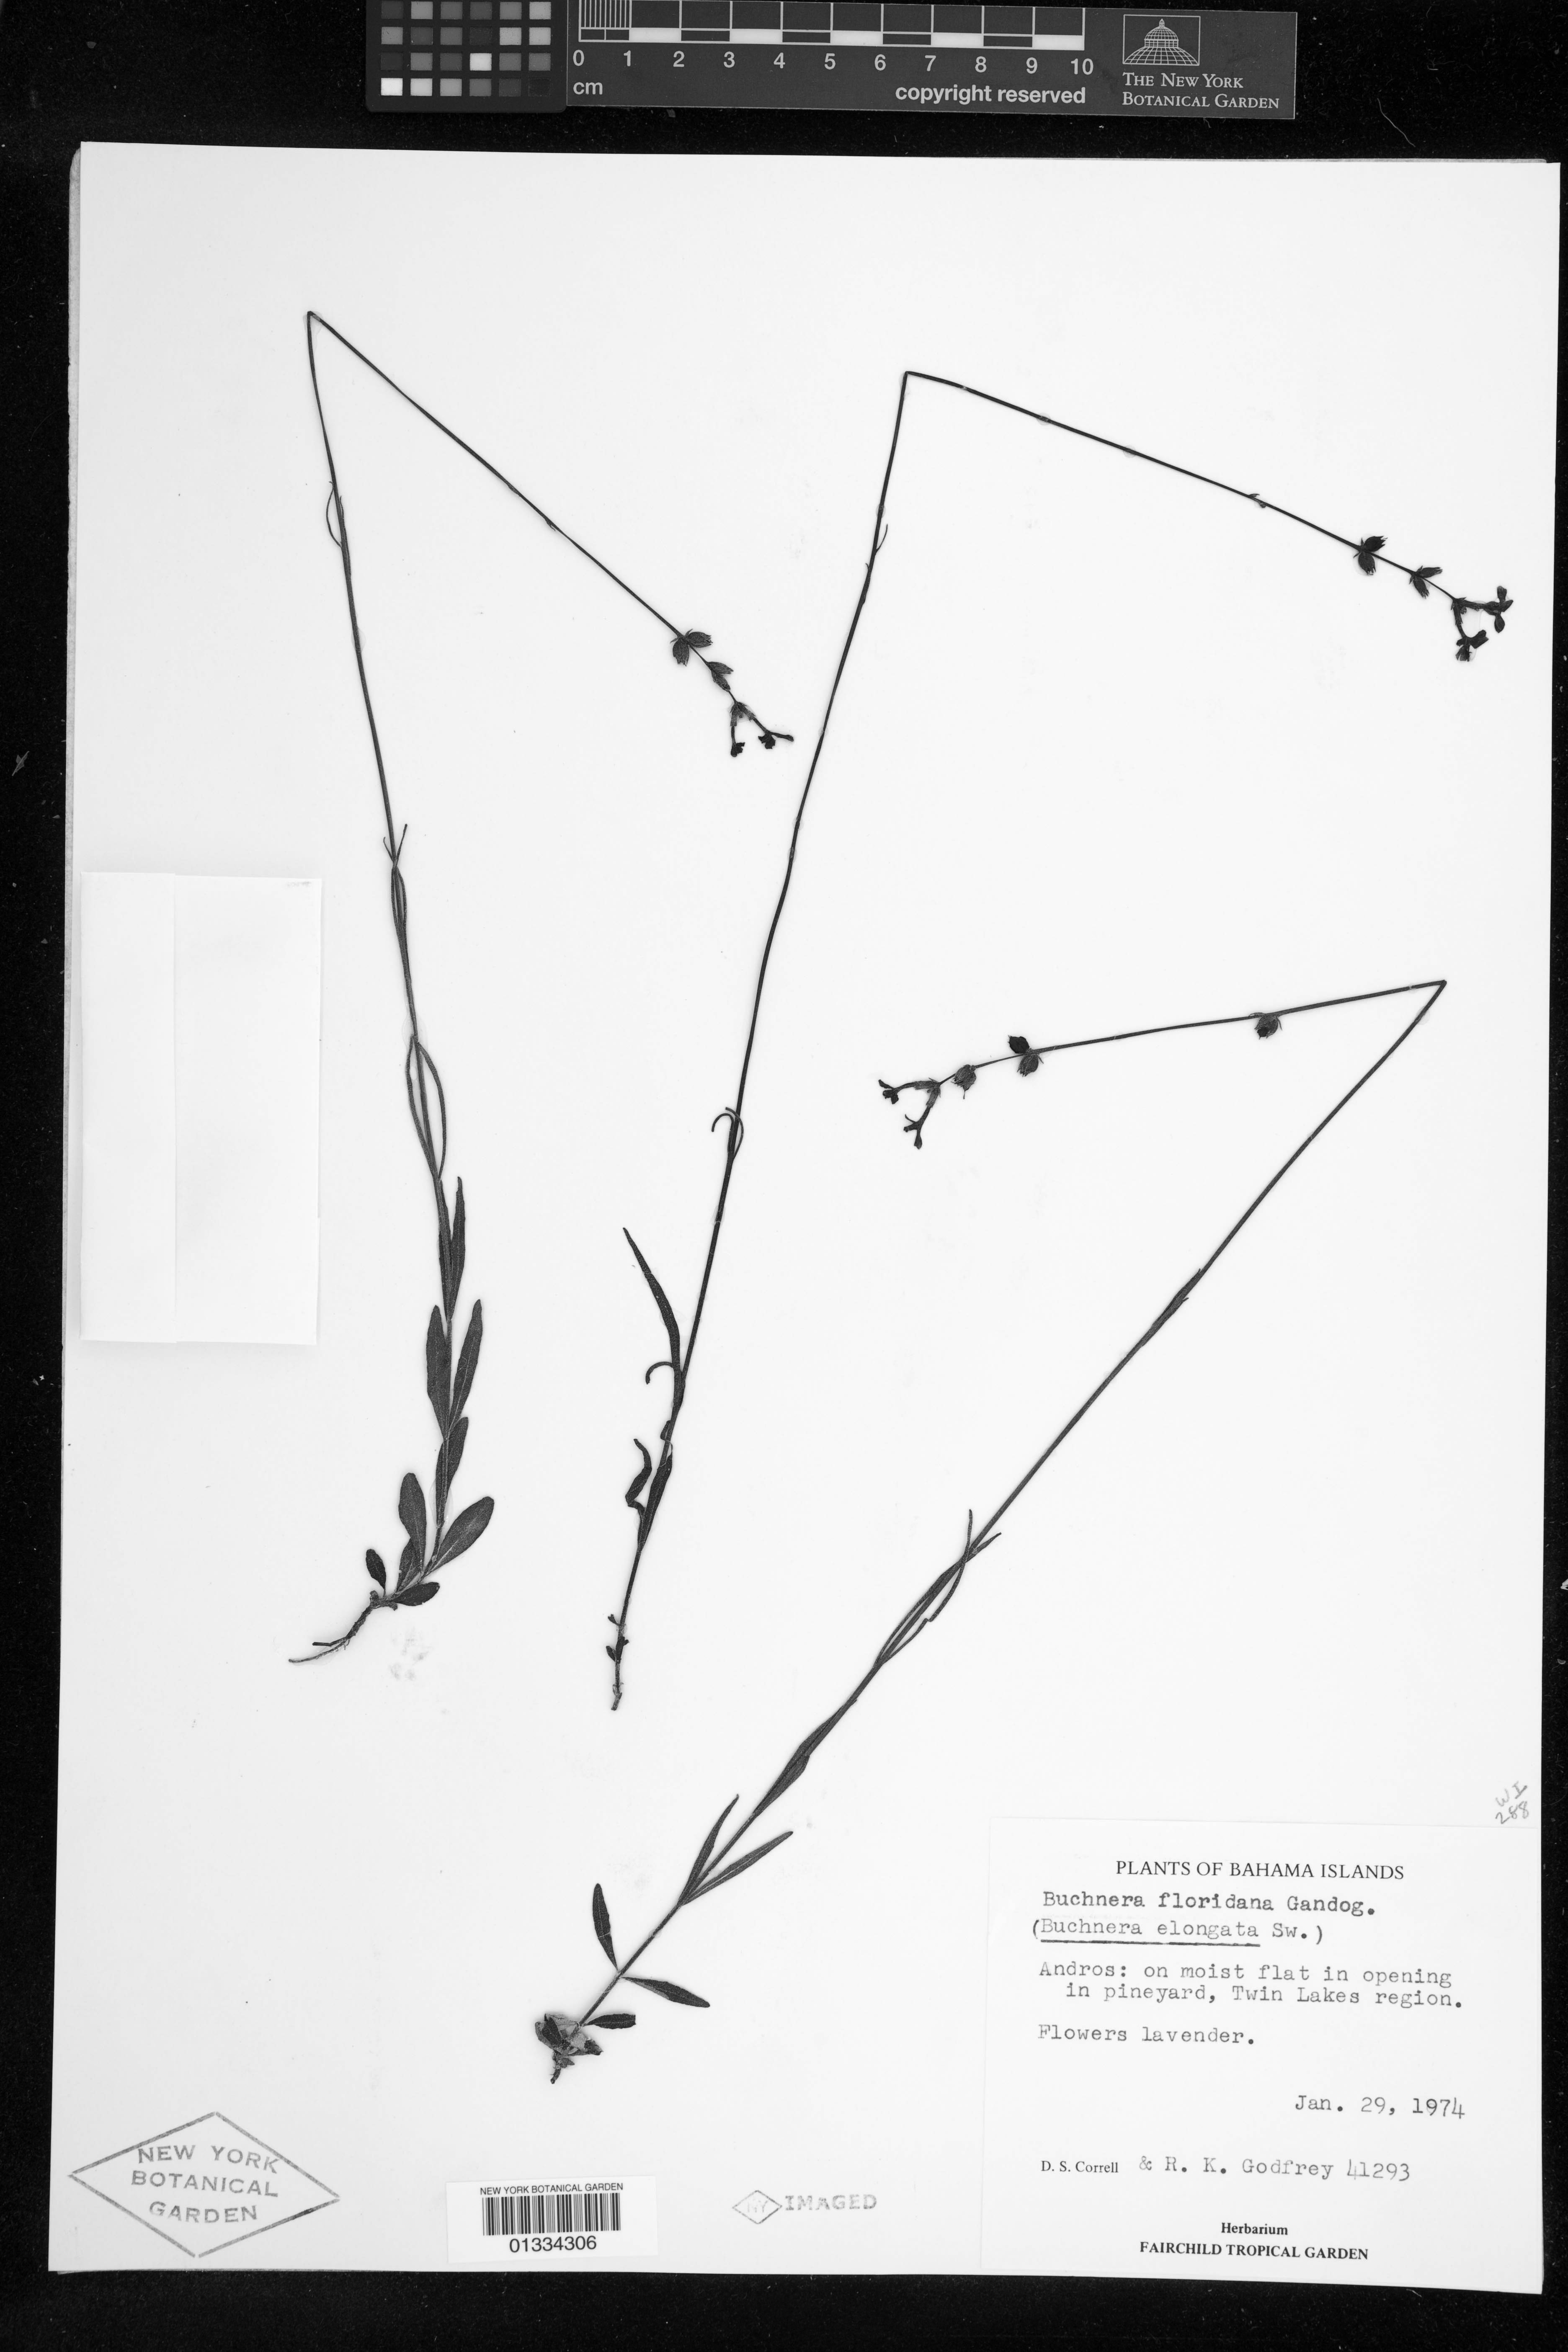 0 1 2 3 4 5 6 7 8 9 10
cm
copyright reserved
THE NEW YORK
BOTANICAL GARDEN
WI
288
PLANTS OF BAHAMA ISLANDS
Buchnera floridana Gandog.
(Buchnera elongata Sw.)
Andros: on moist flat in opening
in pineyard, Twin Lakes region.
Flowers lavender.
Jan. 29, 1974
D. S. Correll & R. K. Godfrey 41293
Herbarium
FAIRCHILD TROPICAL GARDEN
NEW YORK
BOTANICAL
GARDEN
NEW YORK BOTANICAL GARDEN
01334306
NY IMAGED